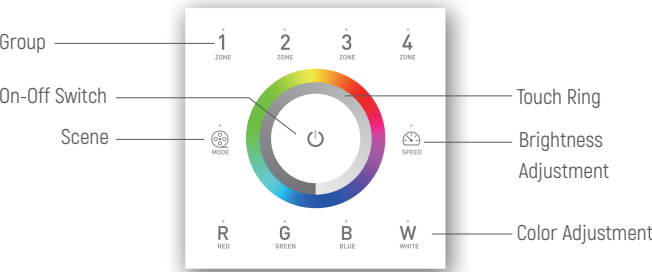 Group
1 2 3 4
ZONE ZONE ZONE ZONE
On-Off Switch
Touch Ring
Scene
MODE
SPEED
Brightness
Adjustment
R G B W
RED GREEN BLUE WHITE
Color Adjustment